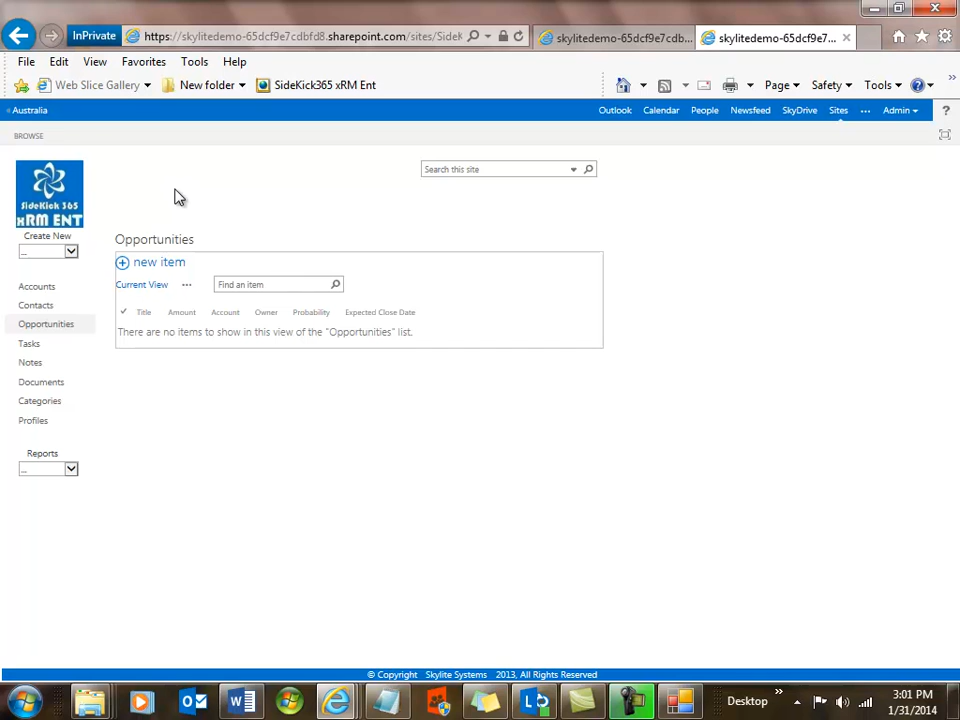 InPrivate https://skylitedemo-65dcf9e7cdbfd8.sharepoint.com/sites/SideK skylitedemo-65dcf9e7cdb... skylitedemo-65dcf9e7...
File Edit View Favorites Tools Help
Web Slice Gallery New folder SideKick365 xRM Ent Page Safety Tools
Australia Outlook Calendar People Newsfeed SkyDrive Sites ... Admin ?
BROWSE
SideKick 365
xRM ENT
Search this site
Create New
Opportunities
new item
Current View ... Find an item
Title Amount Account Owner Probability Expected Close Date
There are no items to show in this view of the "Opportunities" list.
Accounts
Contacts
Opportunities
Tasks
Notes
Documents
Categories
Profiles
Reports
© Copyright Skylite Systems 2013, All Rights Reserved
Desktop
3:01 PM
1/31/2014